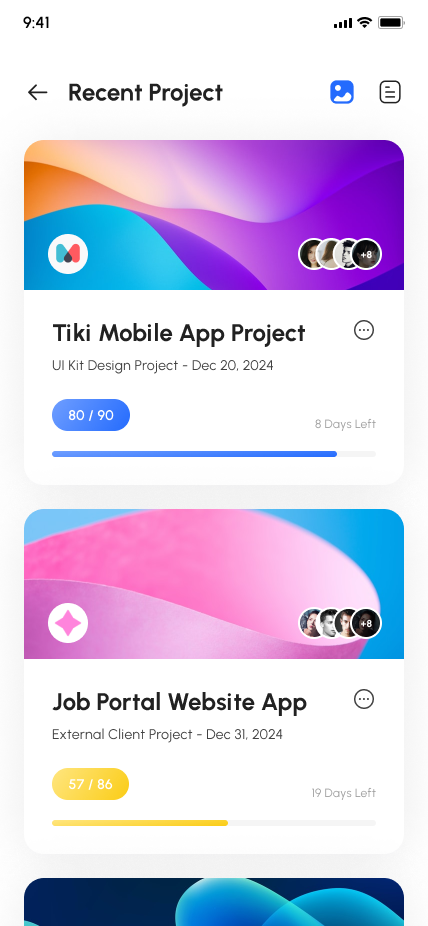 9:41
Recent Project
+8
Tiki Mobile App Project
UI Kit Design Project - Dec 20, 2024
80 / 90
8 Days Left
+8
Job Portal Website App
External Client Project - Dec 31, 2024
57 / 86
19 Days Left